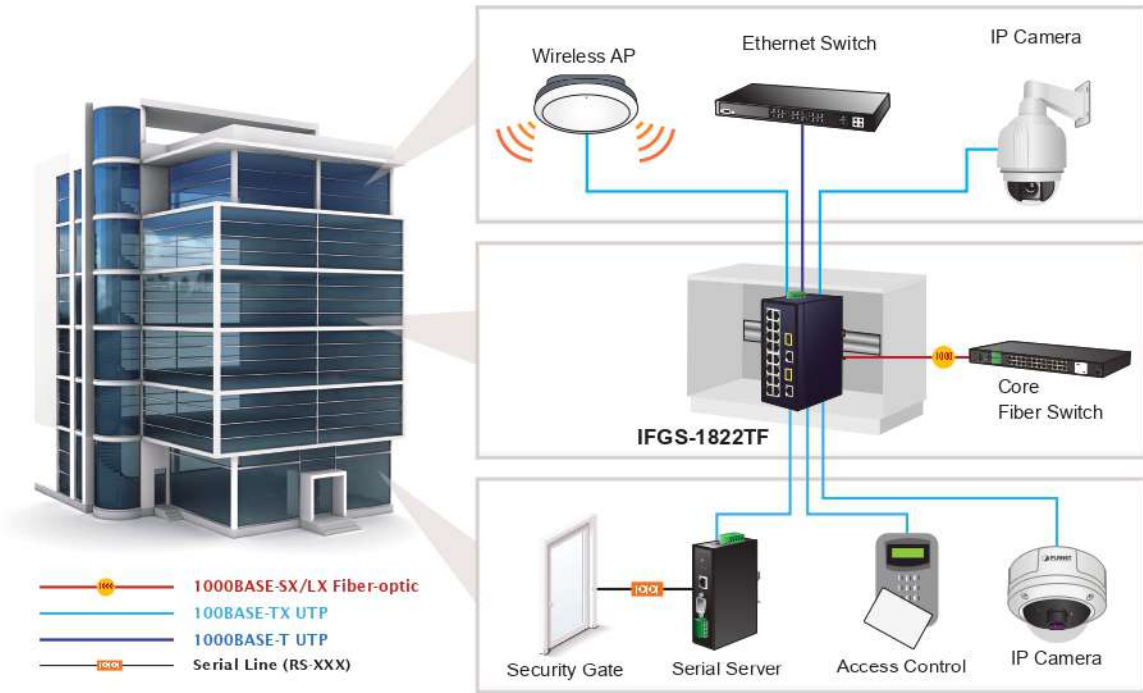 Wireless AP
Ethernet Switch
IP Camera
Core
Fiber Switch
IFGS-1822TF
1000BASE-SX/LX Fiber-optic
100BASE-TX UTP
1000BASE-T UTP
Serial Line (RS-XXX)
Security Gate
Serial Server
Access Control
PLANET
IP Camera